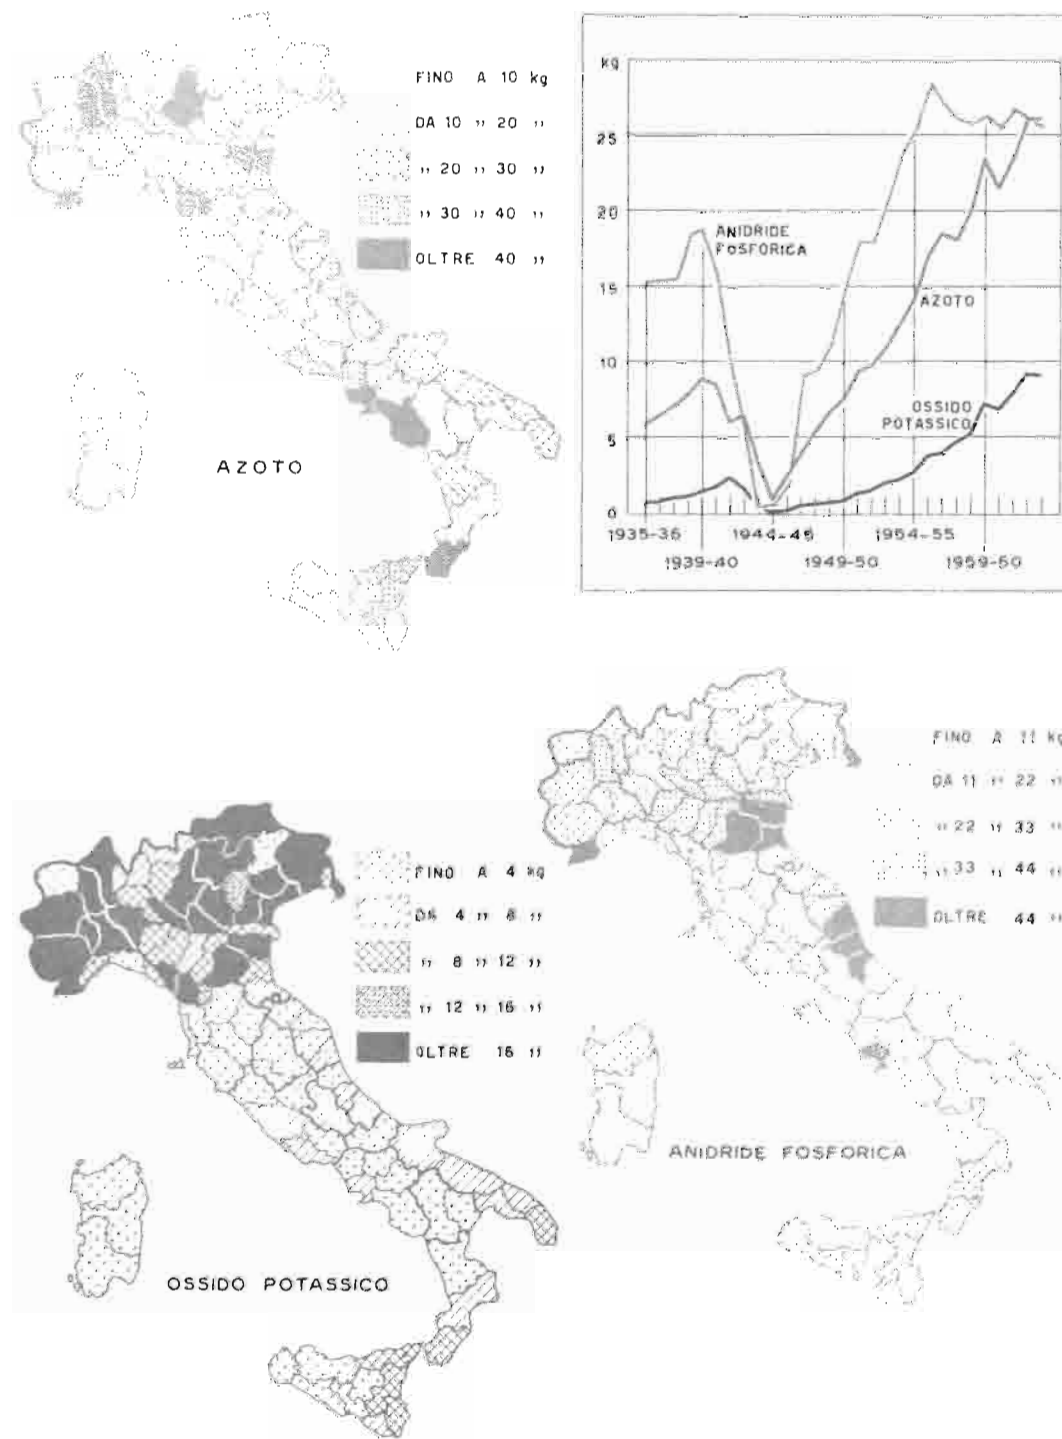 FINO A 10 kg
DA 10 " 20 "
" 20 " 30 "
" 30 " 40 "
OLTRE 40 "
AZOTO
kg
25
20
15
10
5
0
ANIDRIDE
FOSFORICA
AZOTO
OSSIDO
POTASSICO
1935-36
1944-45
1954-55
1939-40
1949-50
1959-60
FINO A 11 kg
DA 11 " 22 "
" 22 " 33 "
" 33 " 44 "
OLTRE 44 "
ANIDRIDE FOSFORICA
FINO A 4 kg
DA 4 " 8 "
" 8 " 12 "
" 12 " 16 "
OLTRE 16 "
OSSIDO POTASSICO